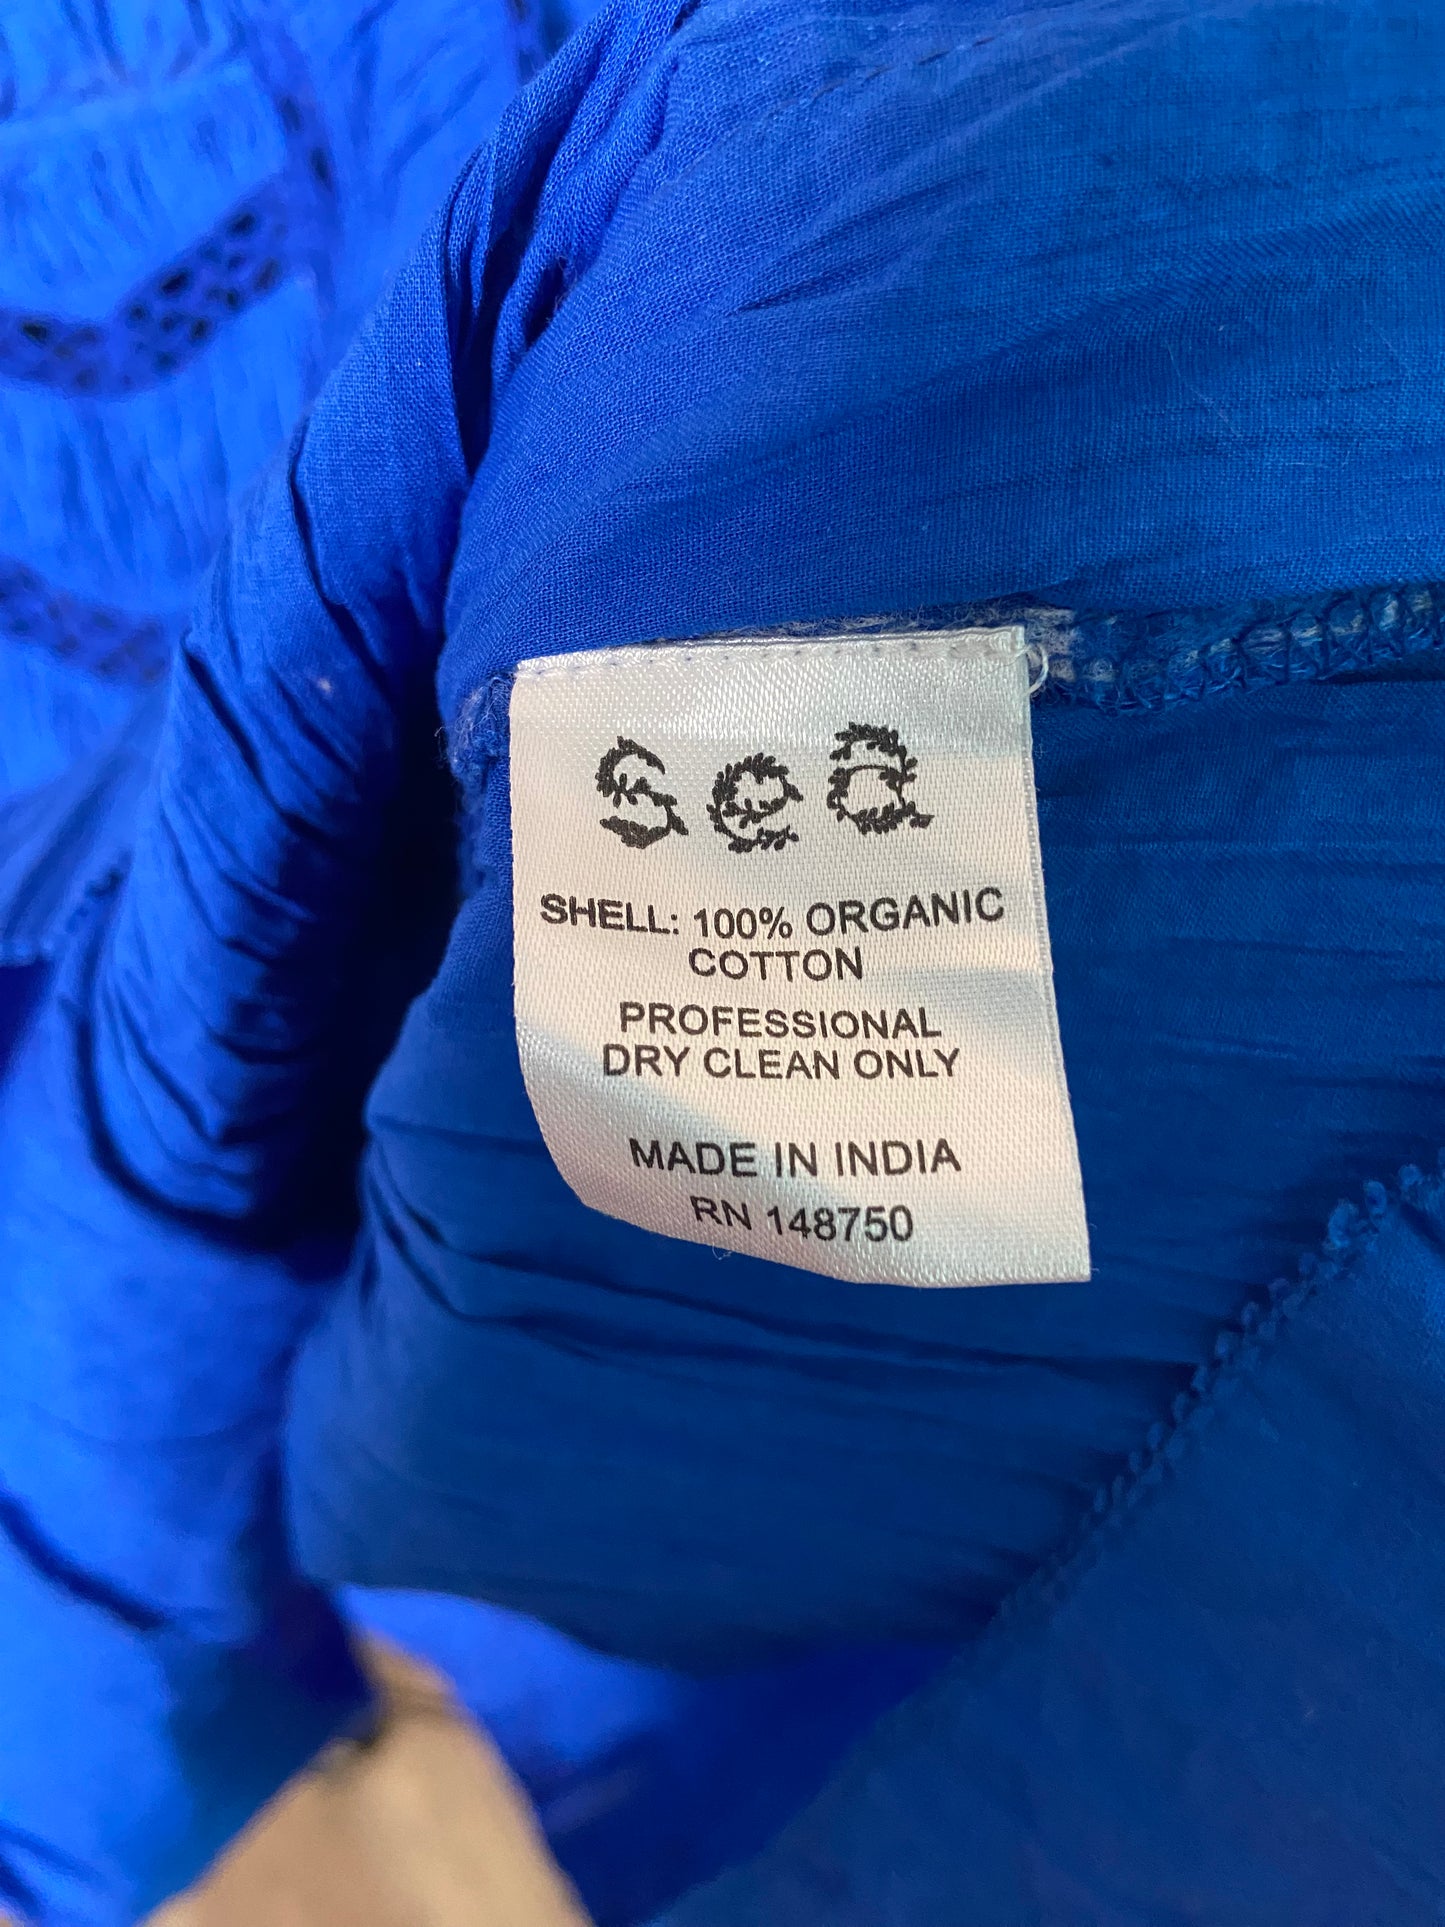 Sea
SHELL: 100% ORGANIC
COTTON
PROFESSIONAL
DRY CLEAN ONLY
MADE IN INDIA
RN 148750